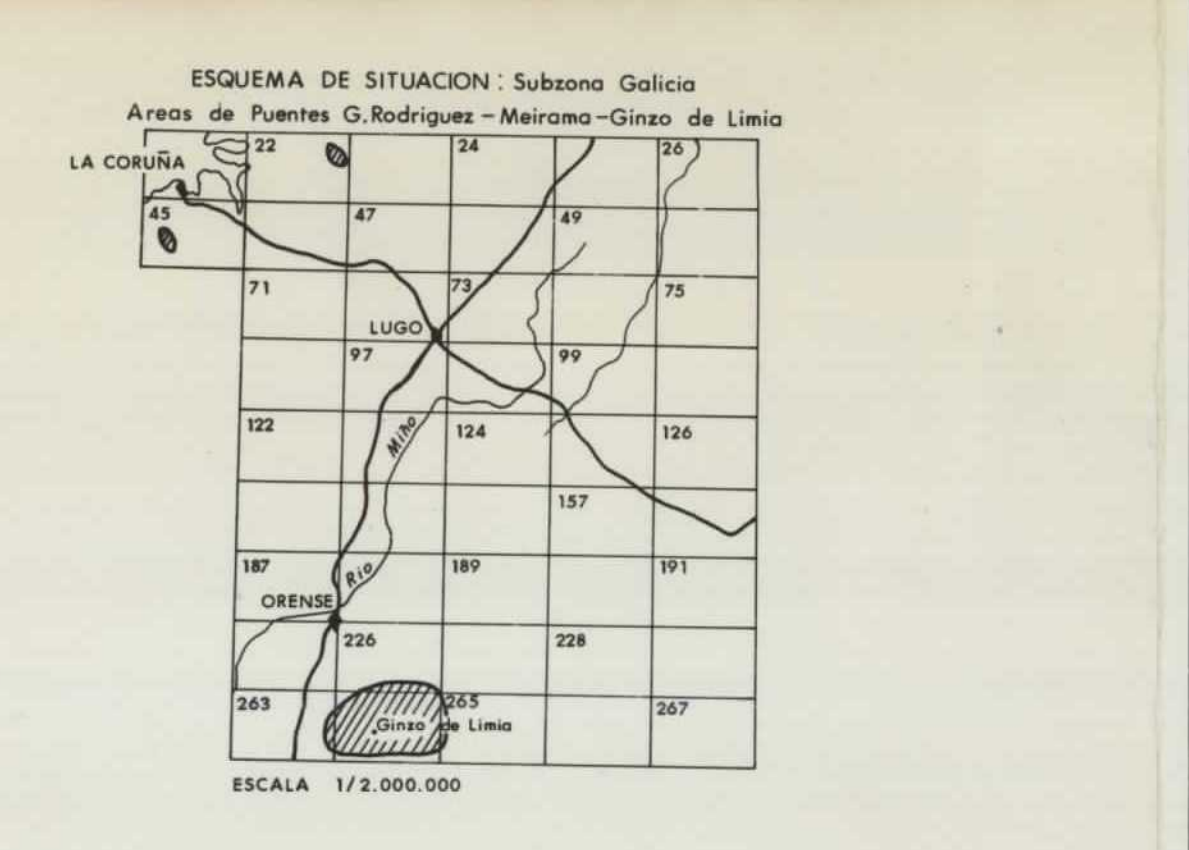 ESQUEMA DE SITUACION : Subzona Galicia
Areas de Puentes G.Rodriguez - Meirama - Ginzo de Limia
22 24 26
LA CORUÑA
45 47 49
71 73 75
LUGO
97 99
Miño
122 124 126
157
187 Rio 189 191
ORENSE
226 228
263 265 267
Ginzo de Limia
ESCALA 1/2.000.000